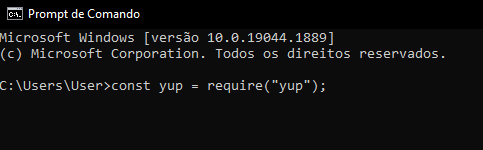 Prompt de Comando
Microsoft Windows [versão 10.0.19044.1889]
(c) Microsoft Corporation. Todos os direitos reservados.
C:\Users\User>const yup = require("yup");